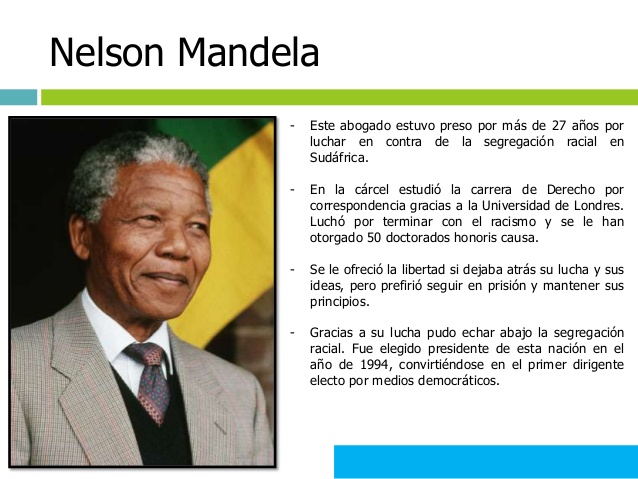 Nelson Mandela
- Este abogado estuvo preso por más de 27 años por
luchar en contra de la segregación racial en
Sudáfrica.
- En la cárcel estudió la carrera de Derecho por
correspondencia gracias a la Universidad de Londres.
Luchó por terminar con el racismo y se le han
otorgado 50 doctorados honoris causa.
- Se le ofreció la libertad si dejaba atrás su lucha y sus
ideas, pero prefirió seguir en prisión y mantener sus
principios.
- Gracias a su lucha pudo echar abajo la segregación
racial. Fue elegido presidente de esta nación en el
año de 1994, convirtiéndose en el primer dirigente
electo por medios democráticos.